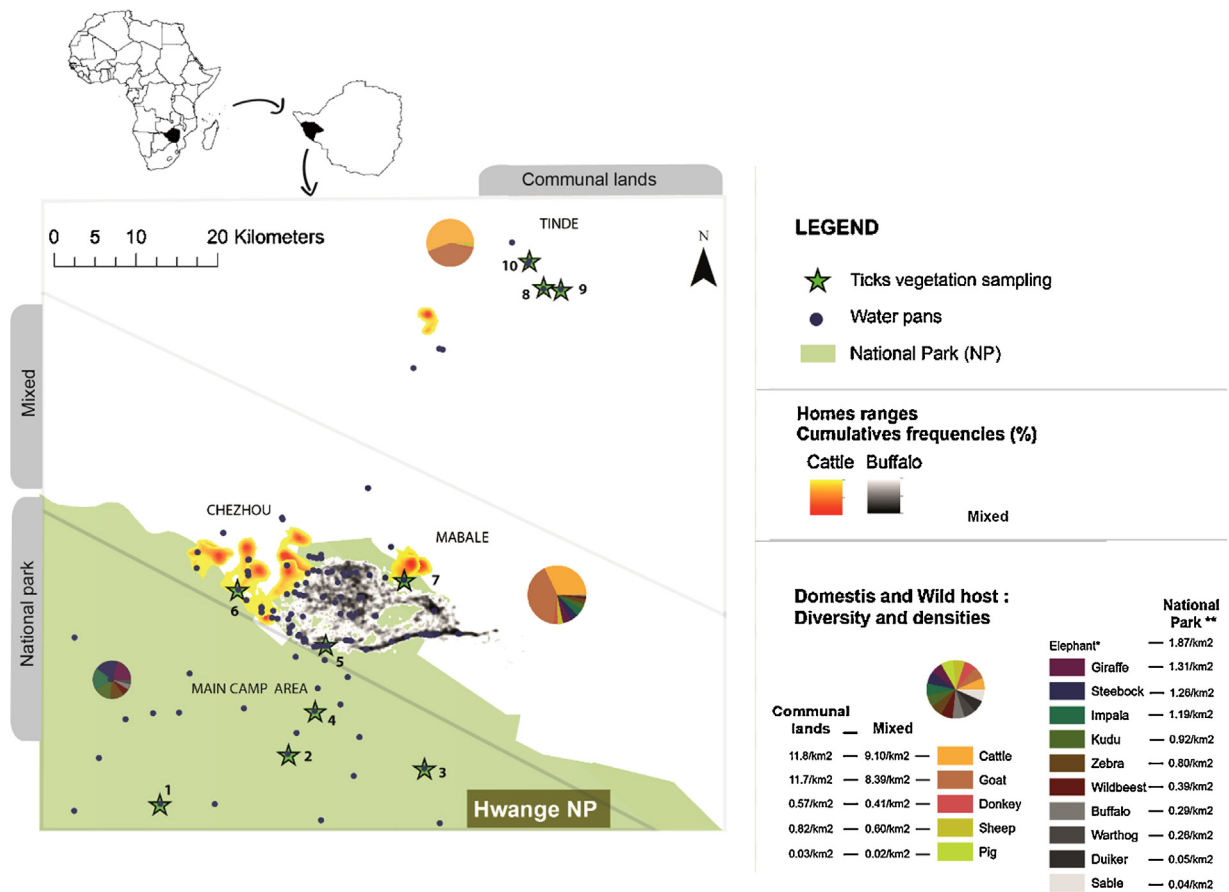 Communal lands
0 5 10 20 Kilometers
TINDE
N
10
8
9
Mixed
CHEZHOU
MABALE
7
6
National park
5
MAIN CAMP AREA
4
2
3
1
Hwange NP
LEGEND
Ticks vegetation sampling
Water pans
National Park (NP)
Homes ranges
Cumulatives frequencies (%)
Cattle Buffalo
Mixed
Domestis and Wild host :
Diversity and densities
National
Park **
Communal
lands — Mixed
11.8/km2 — 9.10/km2 — Cattle
11.7/km2 — 8.39/km2 — Goat
0.57/km2 — 0.41/km2 — Donkey
0.82/km2 — 0.60/km2 — Sheep
0.03/km2 — 0.02/km2 — Pig
Elephant* — 1.87/km2
Giraffe — 1.31/km2
Steebock — 1.26/km2
Impala — 1.19/km2
Kudu — 0.92/km2
Zebra — 0.80/km2
Wildbeest — 0.39/km2
Buffalo — 0.29/km2
Warthog — 0.26/km2
Duiker — 0.05/km2
Sable — 0.04/km2